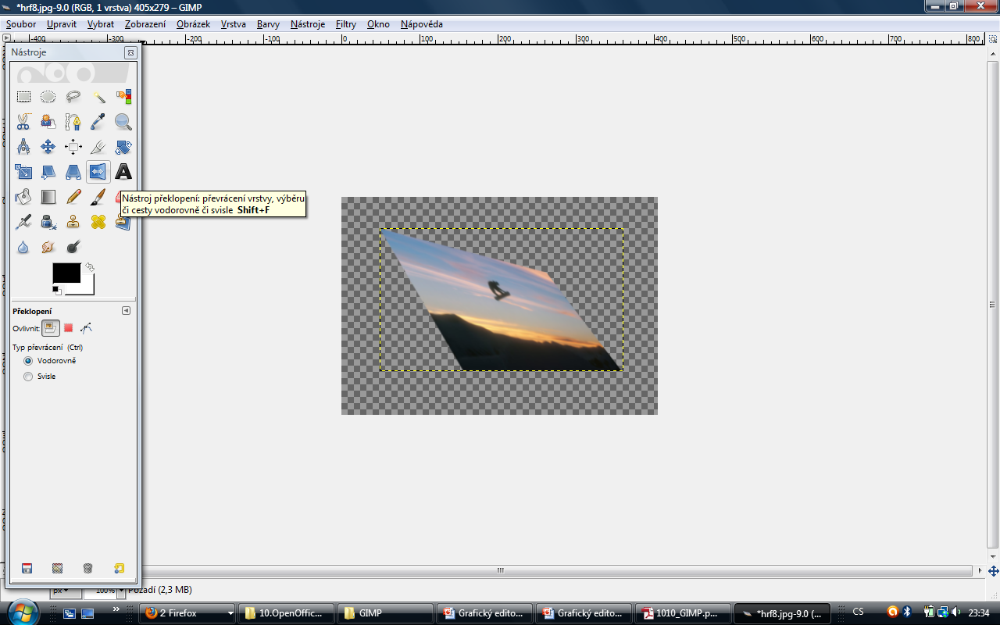 *hrf8.jpg-9.0 (RGB, 1 vrstva) 405x279 – GIMP
Soubor Upravit Vybrat Zobrazení Obrázek Vrstva Barvy Nástroje Filtry Okno Nápověda
-400 -300 -200 -100 0 100 200 300 400 500 600 700 800
Nástroje
Nástroj překlopení: převrácení vrstvy, výběru
či cesty vodorovně či svisle Shift+F
Překlopení
Ovlivnit:
Typ převrácení (Ctrl)
Vodorovně
Svisle
px 100% Pozadí (2,3 MB)
2 Firefox 10.OpenOffic... GIMP Grafický edito... Grafický edito... 1010_GIMP.p... *hrf8.jpg-9.0 (... CS 23:34